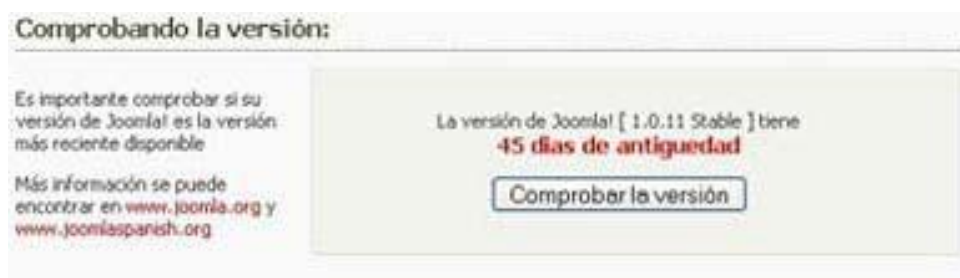 Comprobando la versión:
Es importante comprobar si su
versión de Joomla! es la versión
más reciente disponible
Más información se puede
encontrar en www.joomla.org y
www.joomlaspanish.org
La versión de Joomla! [ 1.0.11 Stable ] tiene
45 dias de antiguedad
Comprobar la versión